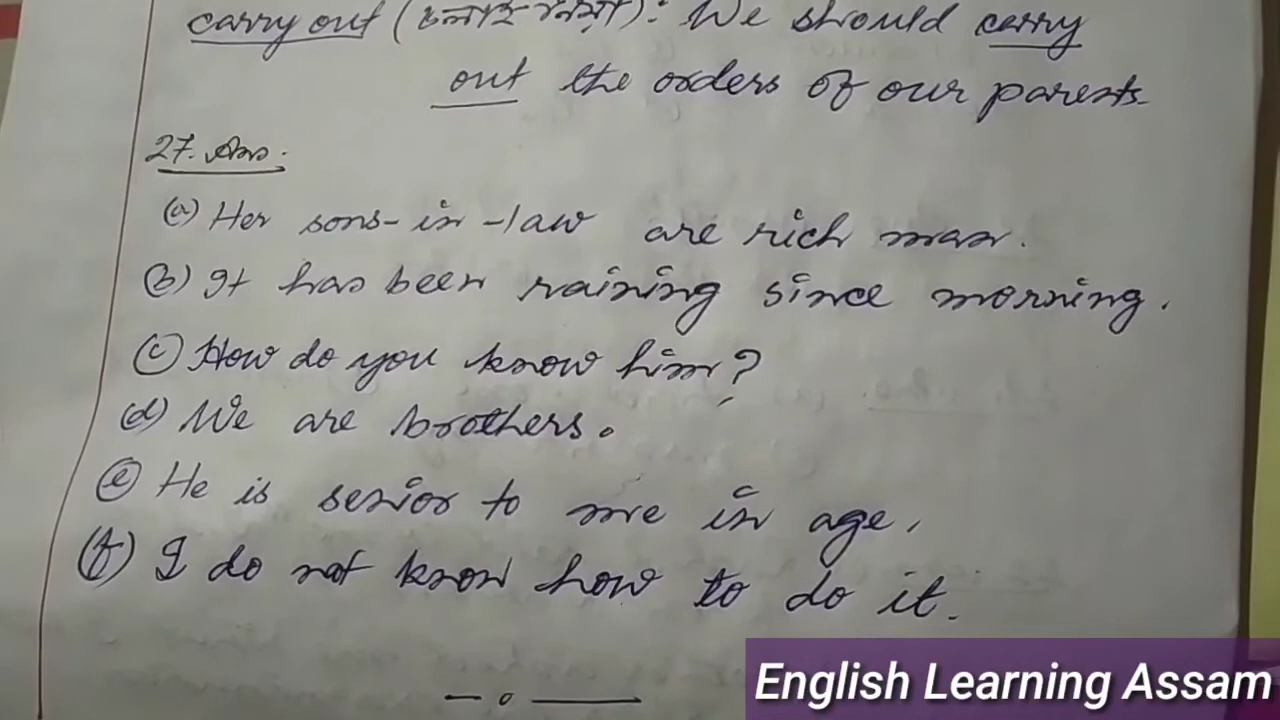 carry out (চলাই নিয়া): We should carry
out the orders of our parents.
27. Ans.
(a) Her sons-in-law are rich man.
(b) It has been raining since morning.
(c) How do you know him?
(d) We are brothers.
(e) He is senior to me in age.
(f) I do not know how to do it.
English Learning Assam